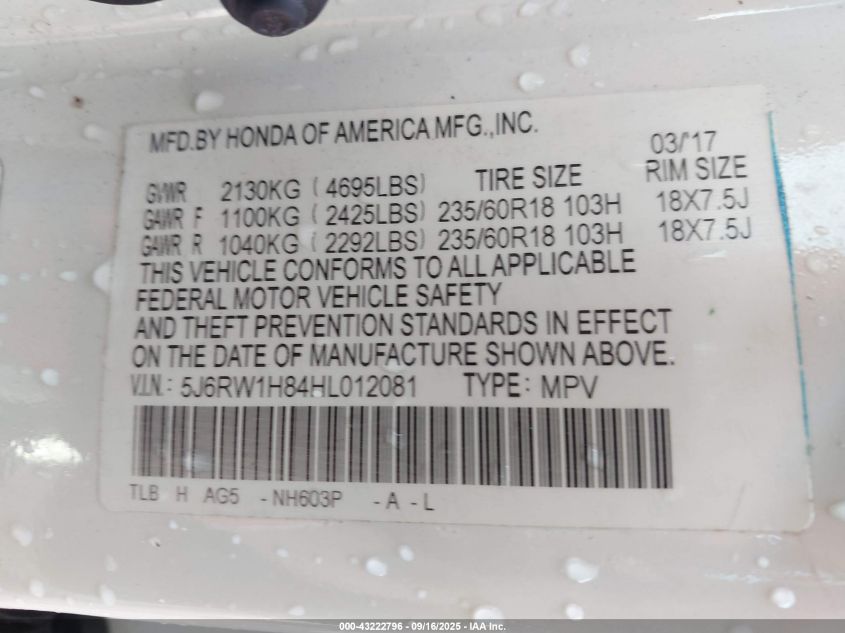 MFD.BY HONDA OF AMERICA MFG.,INC.
03/'17
GVWR 2130KG (4695LBS) TIRE SIZE RIM SIZE
GAWR F 1100KG (2425LBS) 235/60R18 103H 18X7.5J
GAWR R 1040KG (2292LBS) 235/60R18 103H 18X7.5J
THIS VEHICLE CONFORMS TO ALL APPLICABLE
FEDERAL MOTOR VEHICLE SAFETY
AND THEFT PREVENTION STANDARDS IN EFFECT
ON THE DATE OF MANUFACTURE SHOWN ABOVE.
V.I.N.: 5J6RW1H84HL012081 TYPE: MPV
TLB H AG5 -NH603P -A -L
000-43222796 - 09/16/2025 - IAA Inc.